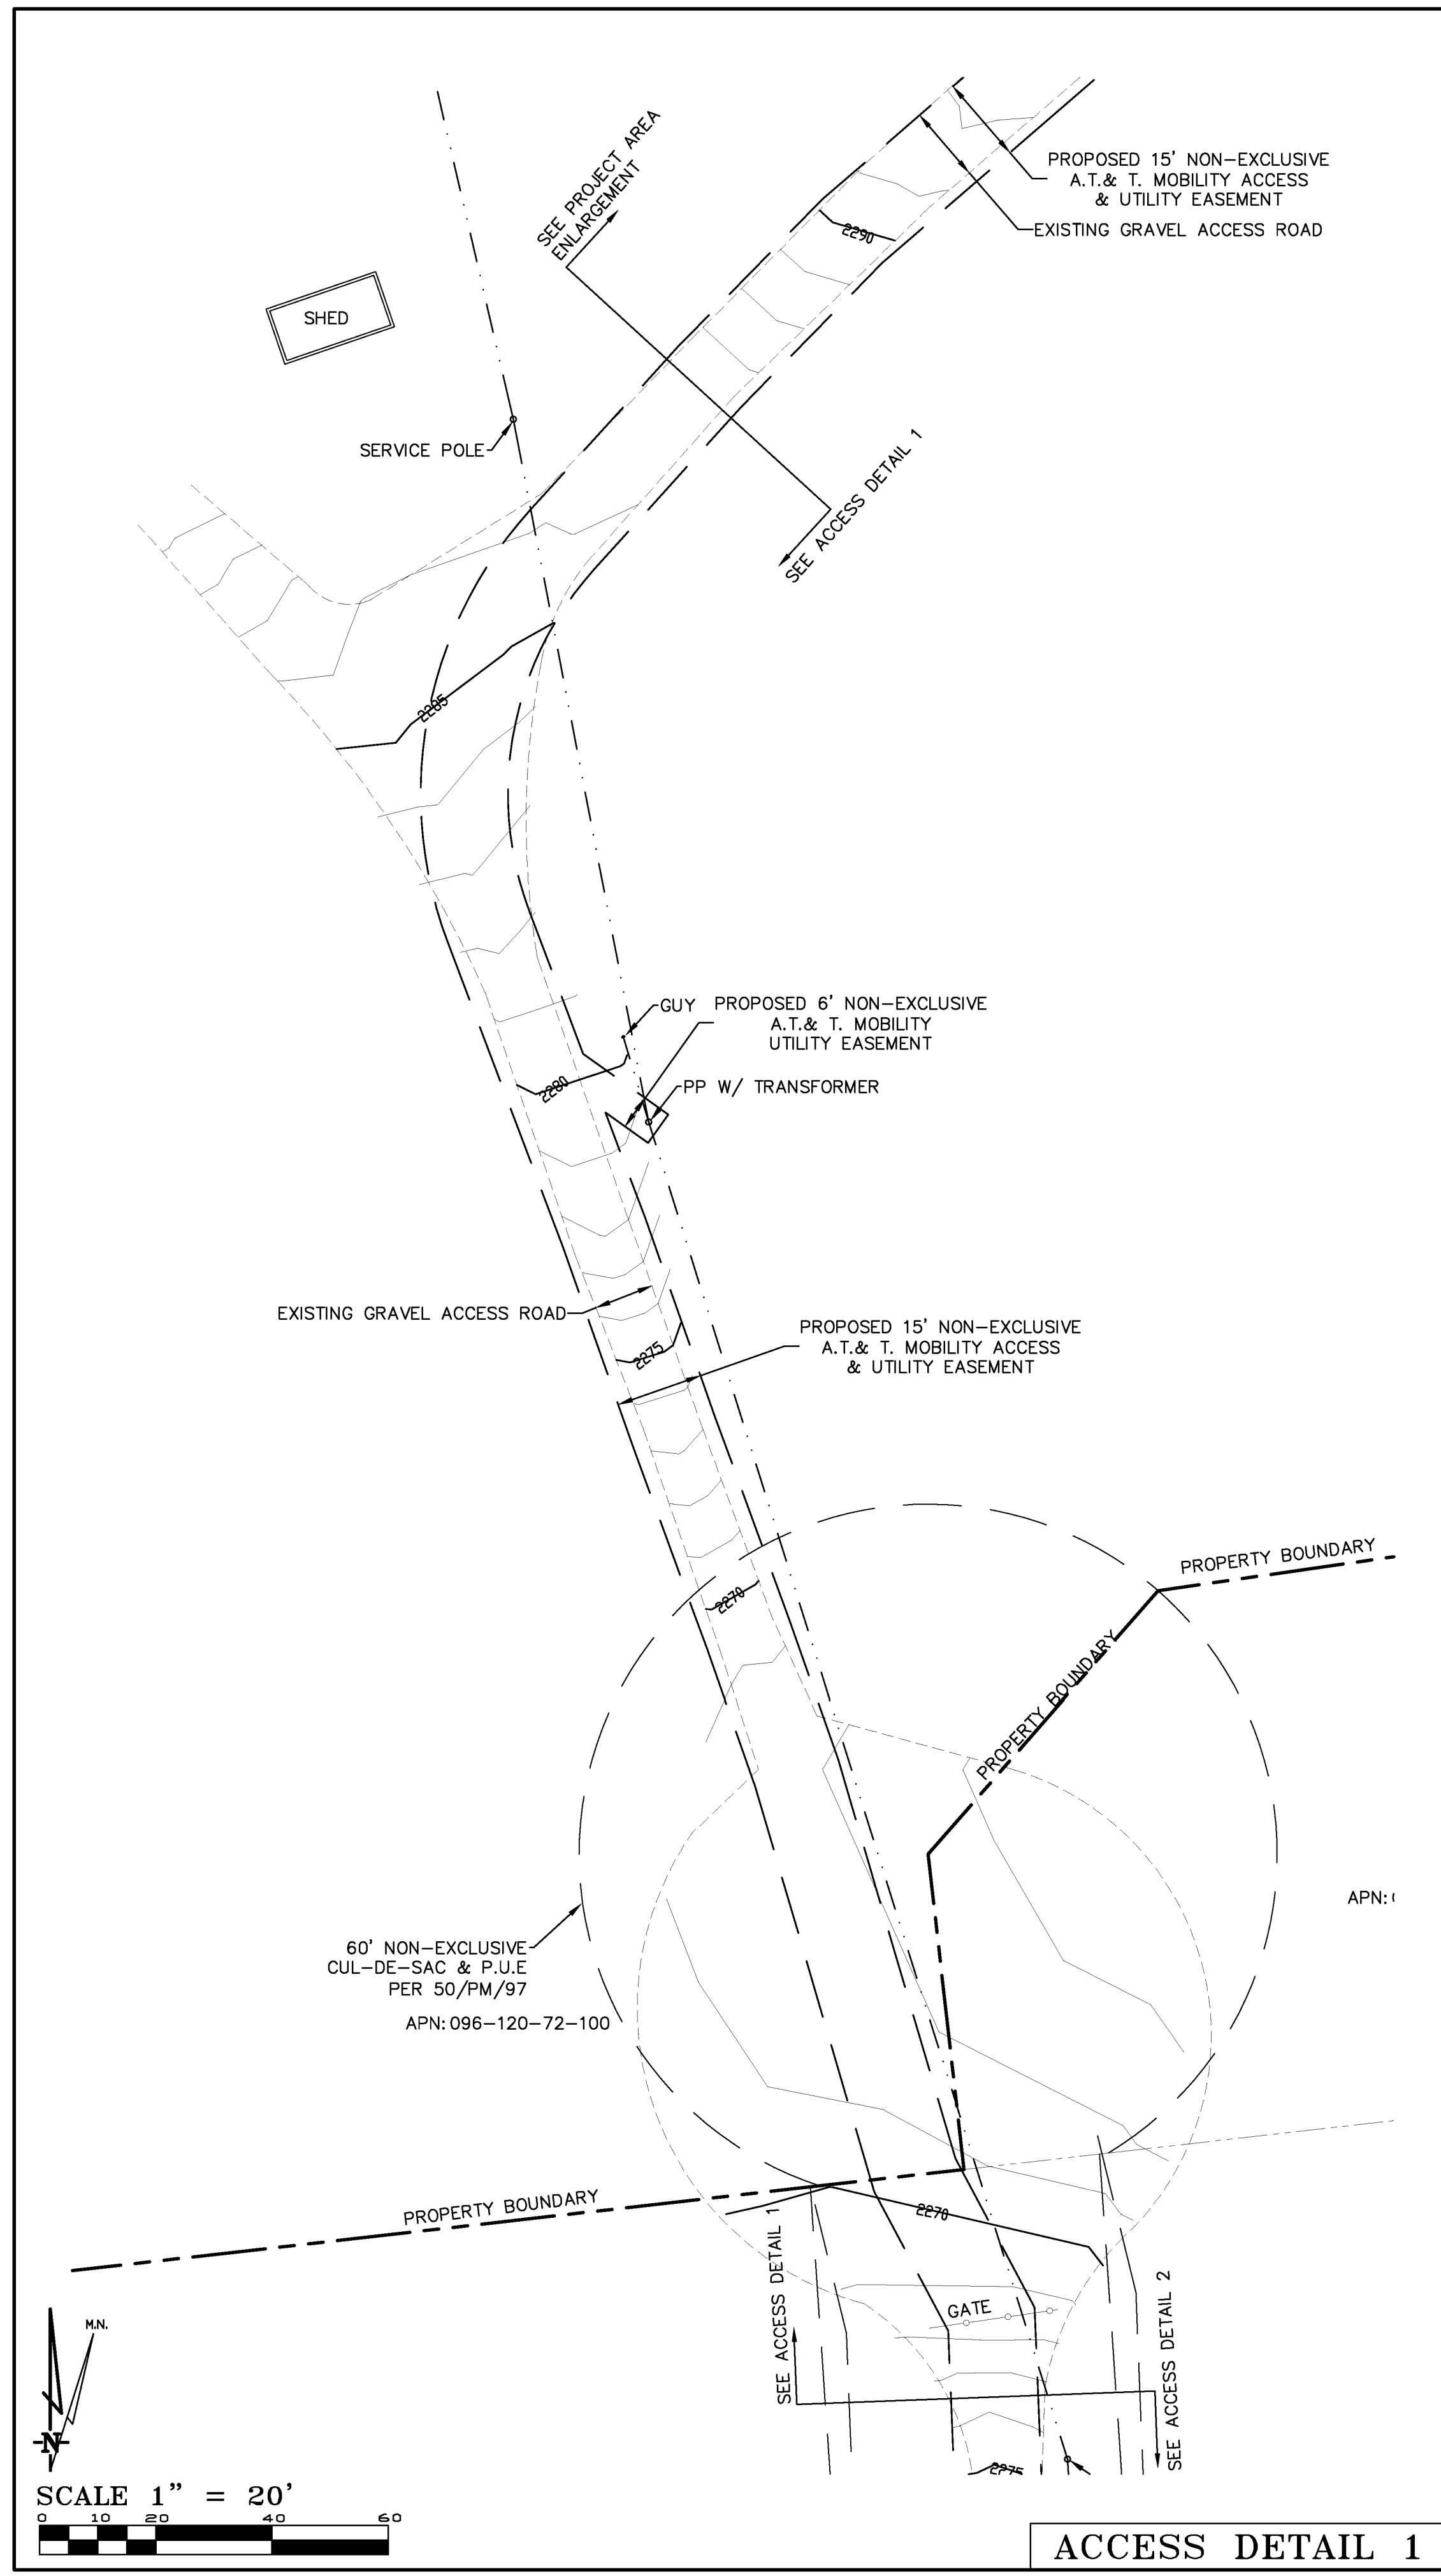 SEE PROJECT AREA
ENLARGEMENT
PROPOSED 15' NON-EXCLUSIVE
A.T.& T. MOBILITY ACCESS
& UTILITY EASEMENT
EXISTING GRAVEL ACCESS ROAD
2290
SHED
SERVICE POLE
SEE ACCESS DETAIL 1
2285
GUY
PROPOSED 6' NON-EXCLUSIVE
A.T.& T. MOBILITY
UTILITY EASEMENT
2280
PP W/ TRANSFORMER
EXISTING GRAVEL ACCESS ROAD
PROPOSED 15' NON-EXCLUSIVE
A.T.& T. MOBILITY ACCESS
& UTILITY EASEMENT
2275
PROPERTY BOUNDARY
2270
PROPERTY BOUNDARY
APN:
60' NON-EXCLUSIVE
CUL-DE-SAC & P.U.E
PER 50/PM/97
APN: 096-120-72-100
PROPERTY BOUNDARY
2270
SEE ACCESS DETAIL 1
GATE
SEE ACCESS DETAIL 2
2275
M.N.
N
SCALE 1" = 20'
0 10 20 40 60
ACCESS DETAIL 1